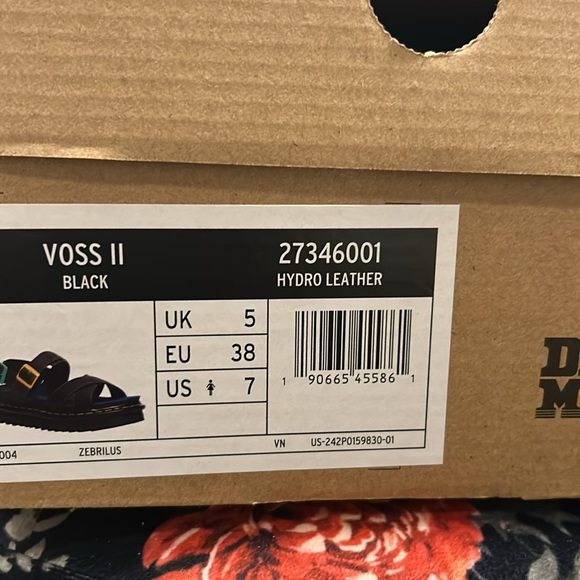 VOSS II
BLACK
27346001
HYDRO LEATHER
UK 5
EU 38
US 7
1 90665 45586 1
004 ZEBRILUS VN US-242P0159830-01